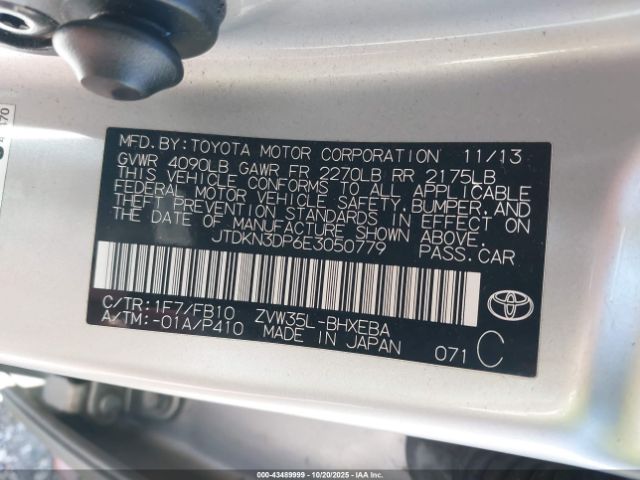 MFD. BY: TOYOTA MOTOR CORPORATION 11/13
GVWR 4090LB GAWR FR 2270LB RR 2175LB
THIS VEHICLE CONFORMS TO ALL APPLICABLE
FEDERAL MOTOR VEHICLE SAFETY, BUMPER, AND
THEFT PREVENTION STANDARDS IN EFFECT ON
THE DATE OF MANUFACTURE SHOWN ABOVE.
JTDKN3DP6E3050779 PASS. CAR
C/TR: 1F7/FB10 ZVW35L-BHXEBA
A/TM: -01A/P410 MADE IN JAPAN
071 C
© IAAI 43489999 | 10/20/2025 | IAAI.com